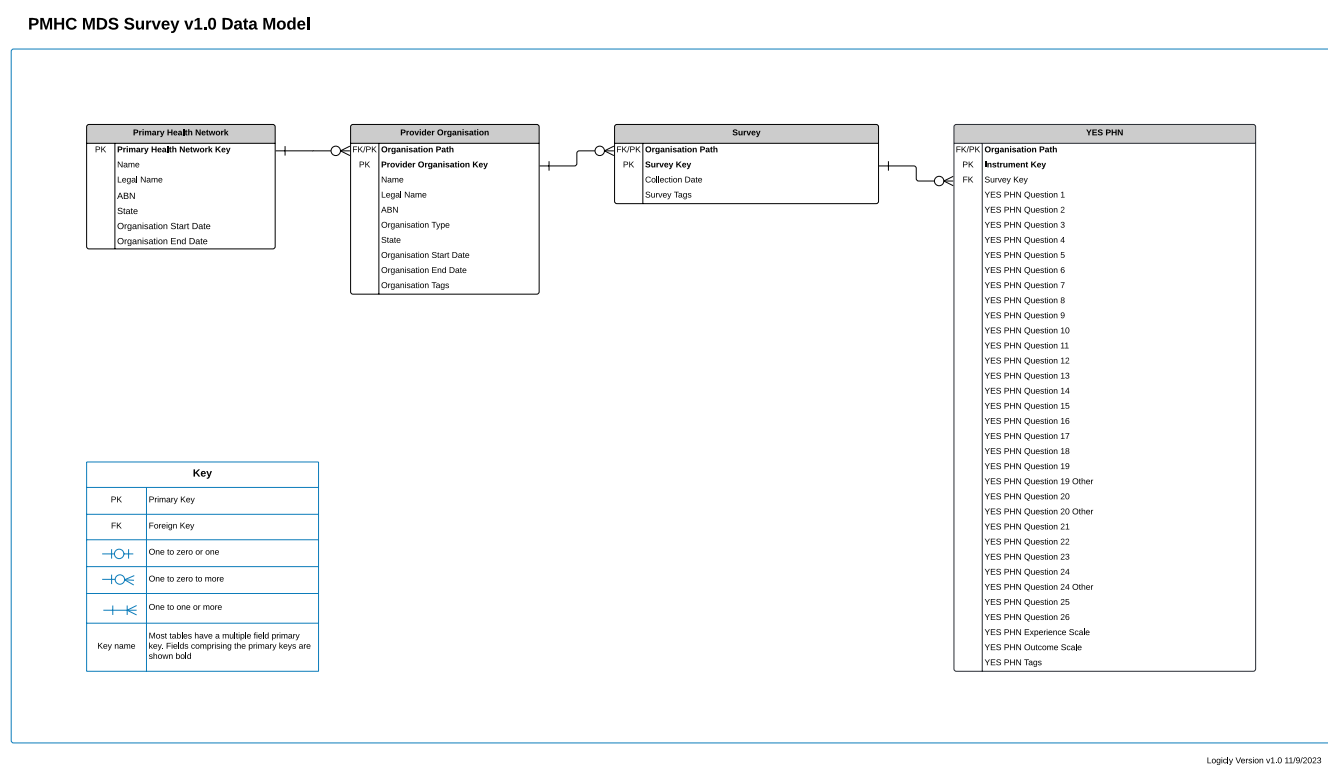 PMHC MDS Survey v1.0 Data Model
Primary Health Network
PK Primary Health Network Key
Name
Legal Name
ABN
State
Organisation Start Date
Organisation End Date
Provider Organisation
FK/PK Organisation Path
PK Provider Organisation Key
Name
Legal Name
ABN
Organisation Type
State
Organisation Start Date
Organisation End Date
Organisation Tags
Survey
FK/PK Organisation Path
PK Survey Key
Collection Date
Survey Tags
YES PHN
FK/PK Organisation Path
PK Instrument Key
FK Survey Key
YES PHN Question 1
YES PHN Question 2
YES PHN Question 3
YES PHN Question 4
YES PHN Question 5
YES PHN Question 6
YES PHN Question 7
YES PHN Question 8
YES PHN Question 9
YES PHN Question 10
YES PHN Question 11
YES PHN Question 12
YES PHN Question 13
YES PHN Question 14
YES PHN Question 15
YES PHN Question 16
YES PHN Question 17
YES PHN Question 18
YES PHN Question 19
YES PHN Question 19 Other
YES PHN Question 20
YES PHN Question 20 Other
YES PHN Question 21
YES PHN Question 22
YES PHN Question 23
YES PHN Question 24
YES PHN Question 24 Other
YES PHN Question 25
YES PHN Question 26
YES PHN Experience Scale
YES PHN Outcome Scale
YES PHN Tags
Key
PK Primary Key
FK Foreign Key
One to zero or one
One to zero to more
One to one or more
Key name Most tables have a multiple field primary
key. Fields comprising the primary keys are
shown bold
Logicly Version v1.0 11/9/2023